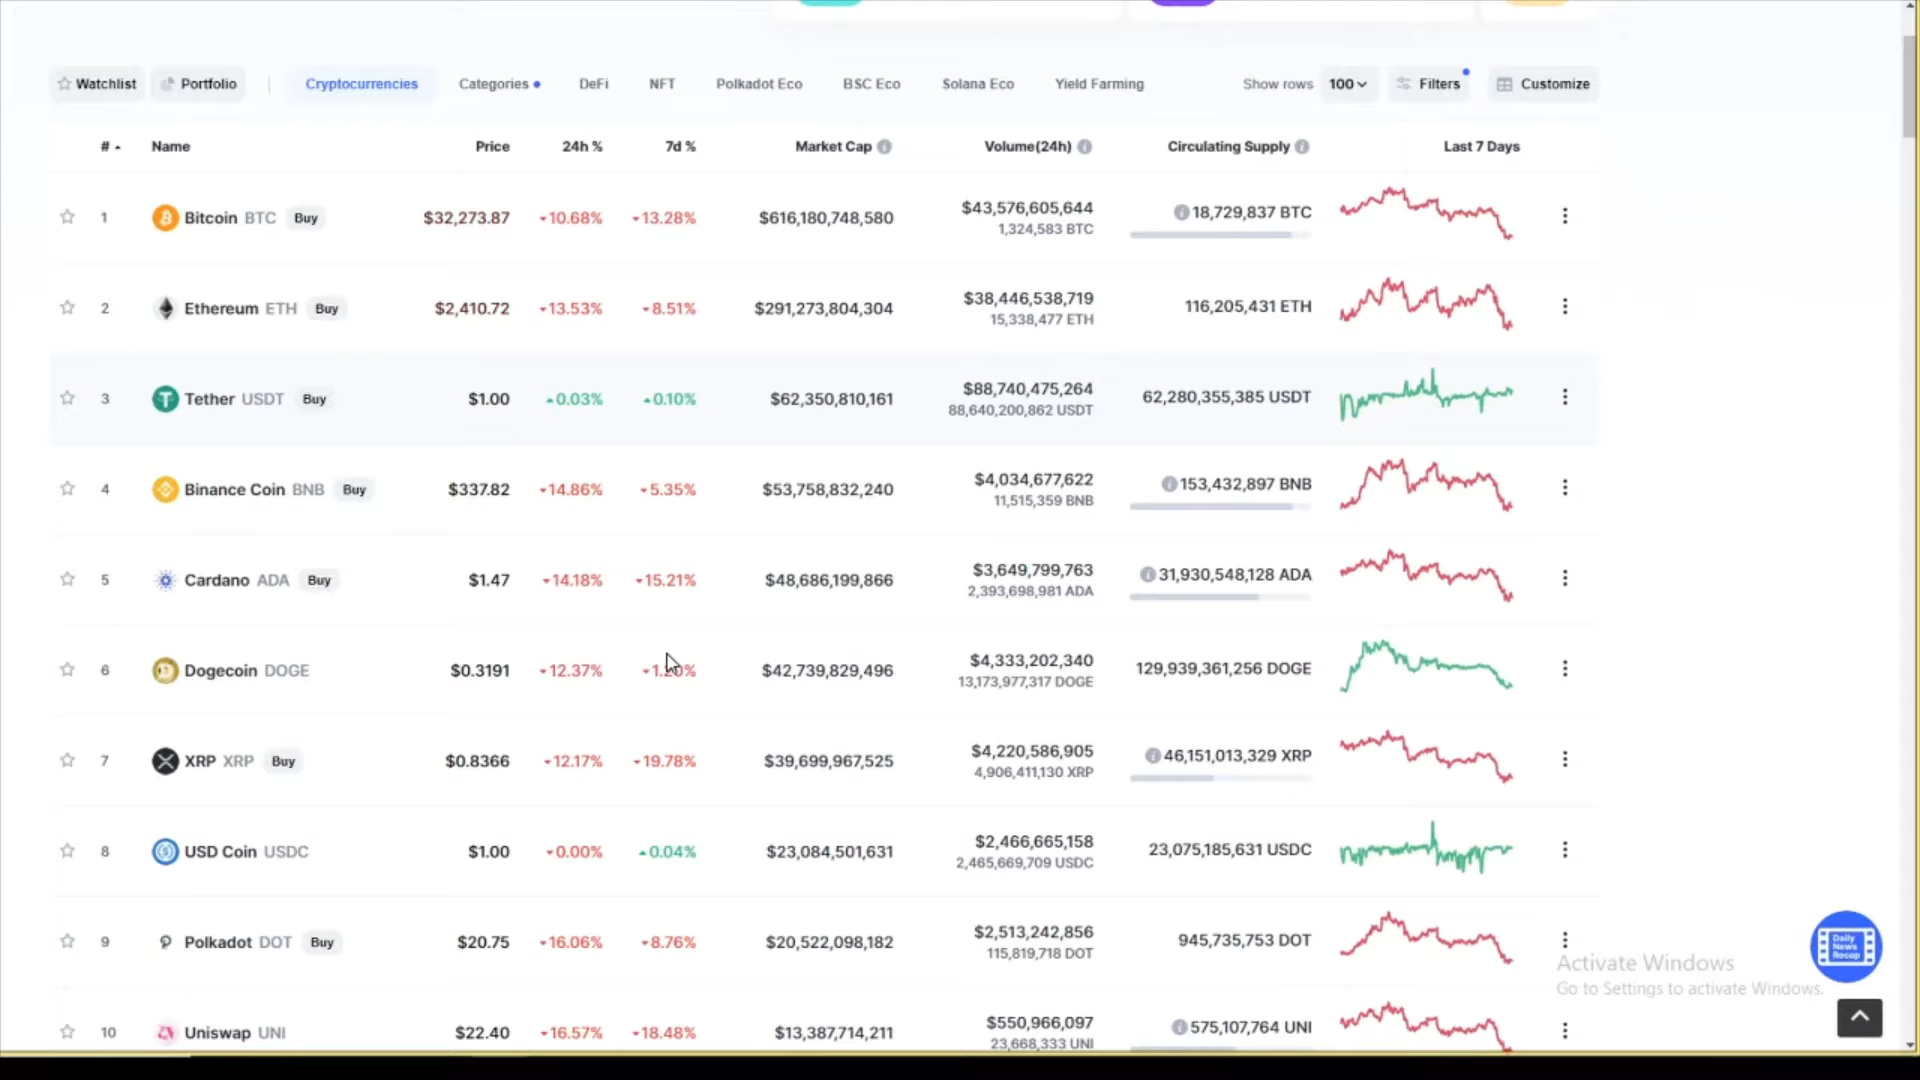 Watchlist Portfolio Cryptocurrencies Categories DeFi NFT Polkadot Eco BSC Eco Solana Eco Yield Farming Show rows 100 Filters Customize
# Name Price 24h % 7d % Market Cap Volume(24h) Circulating Supply Last 7 Days
1 Bitcoin BTC Buy $32,273.87 10.68% 13.28% $616,180,748,580 $43,576,605,644 18,729,837 BTC
1,324,583 BTC
2 Ethereum ETH Buy $2,410.72 13.53% 8.51% $291,273,804,304 $38,446,538,719 116,205,431 ETH
15,338,477 ETH
3 Tether USDT Buy $1.00 0.03% 0.10% $62,350,810,161 $88,740,475,264 62,280,355,385 USDT
88,640,200,862 USDT
4 Binance Coin BNB Buy $337.82 14.86% 5.35% $53,758,832,240 $4,034,677,622 153,432,897 BNB
11,515,359 BNB
5 Cardano ADA Buy $1.47 14.18% 15.21% $48,686,199,866 $3,649,799,763 31,930,548,128 ADA
2,393,698,981 ADA
6 Dogecoin DOGE $0.3191 12.37% $42,739,829,496 $4,333,202,340 129,939,361,256 DOGE
13,173,977,317 DOGE
7 XRP XRP Buy $0.8366 12.17% 19.78% $39,699,967,525 $4,220,586,905 46,151,013,329 XRP
4,906,411,130 XRP
8 USD Coin USDC $1.00 0.00% 0.04% $23,084,501,631 $2,466,665,158 23,075,185,631 USDC
2,465,669,709 USDC
9 Polkadot DOT Buy $20.75 16.06% 8.76% $20,522,098,182 $2,513,242,856 945,735,753 DOT
115,819,718 DOT
Daily
News
Recap
Activate Windows
Go to Settings to activate Windows.
10 Uniswap UNI $22.40 16.57% 18.48% $13,387,714,211 $550,966,097 575,107,764 UNI
23,668,333 UNI